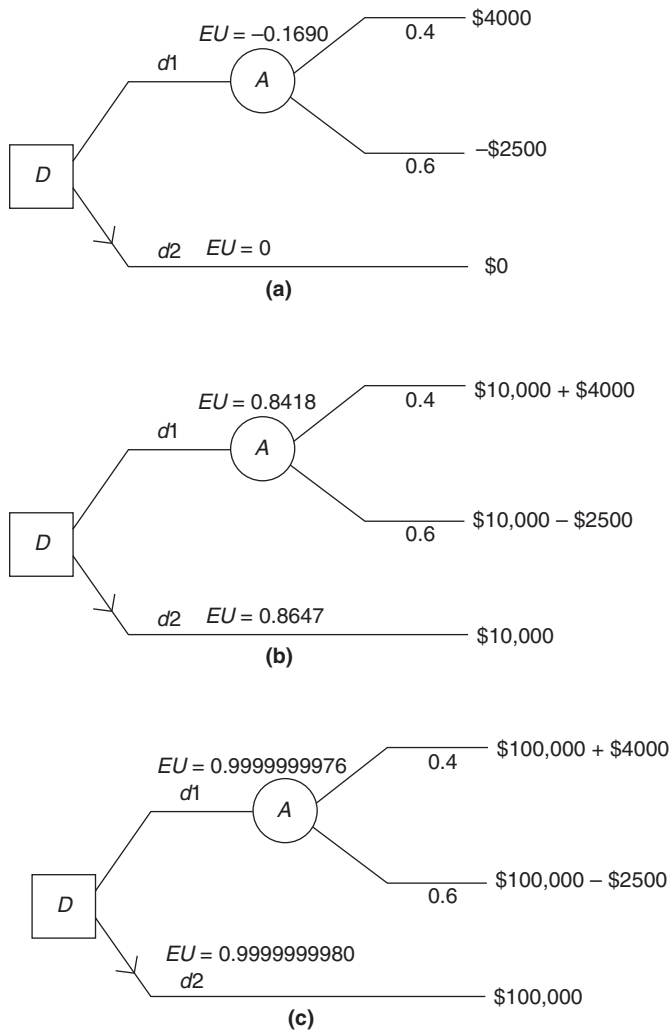 EU = –0.1690
$4000
d1
A
0.4
–$2500
0.6
D
d2 EU = 0
$0
(a)
EU = 0.8418
$10,000 + $4000
d1
A
0.4
$10,000 – $2500
0.6
D
d2 EU = 0.8647
$10,000
(b)
$100,000 + $4000
EU = 0.9999999976
0.4
d1
A
$100,000 – $2500
0.6
D
EU = 0.9999999980
d2
$100,000
(c)